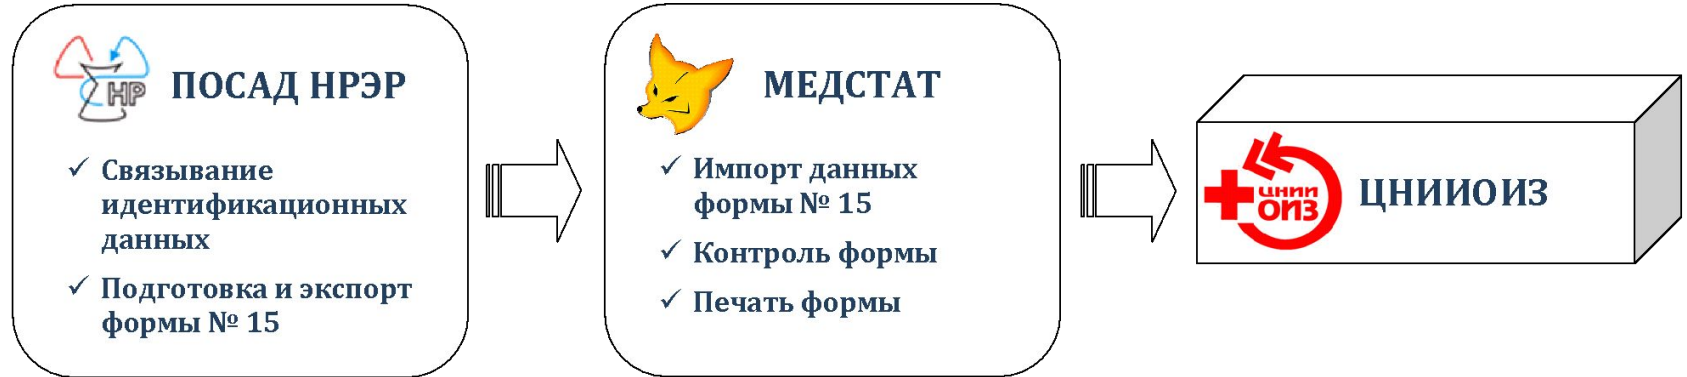 НР
ПОСАД НРЭР
✓ Связывание
идентификационных
данных
✓ Подготовка и экспорт
формы № 15
МЕДСТАТ
✓ Импорт данных
формы № 15
✓ Контроль формы
✓ Печать формы
цнии
ОИЗ
ЦНИИОИЗ